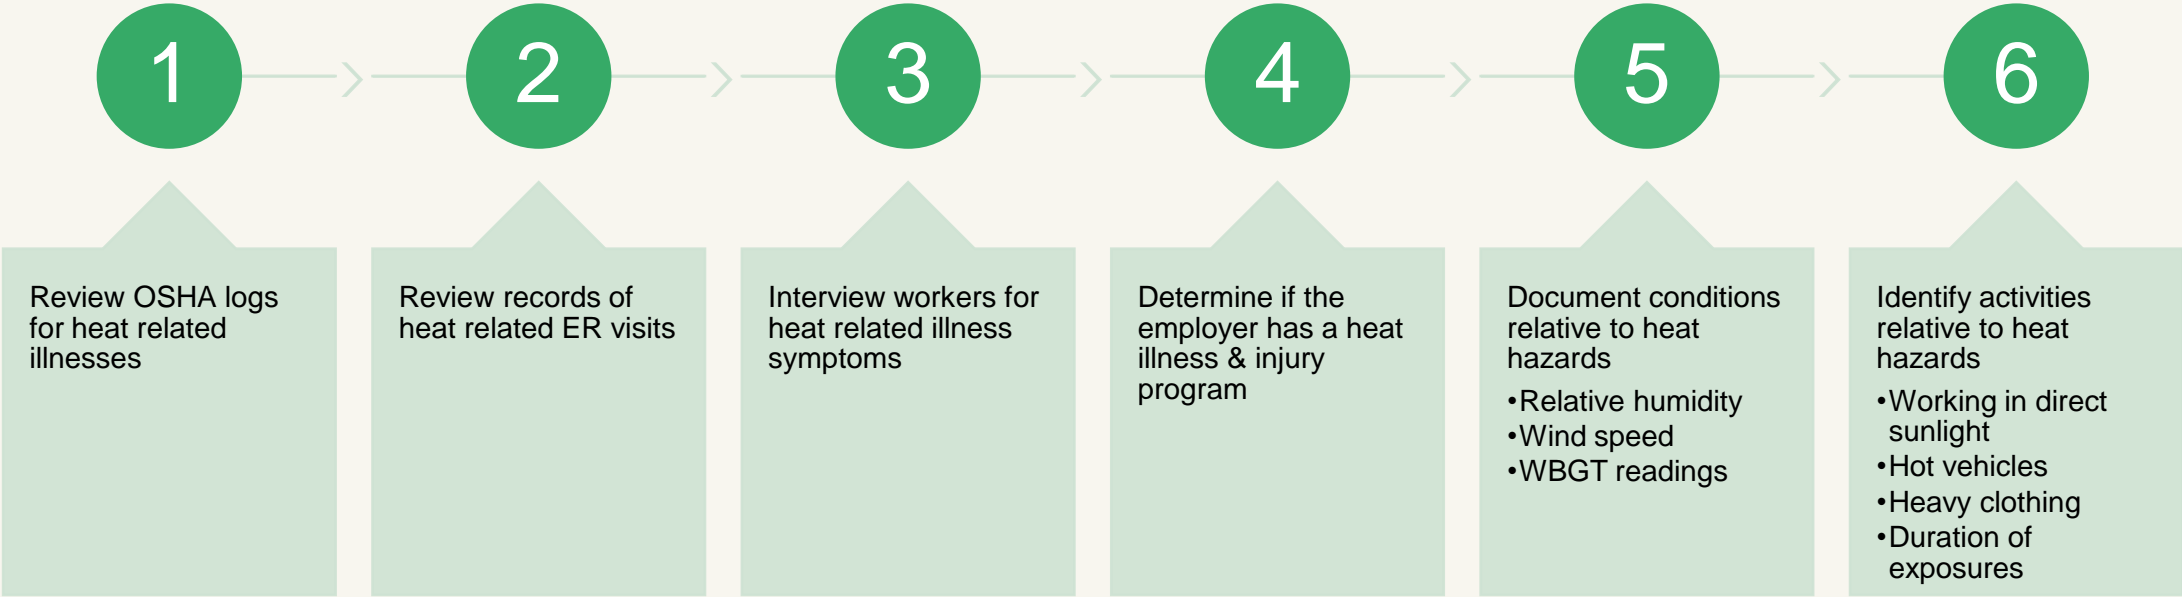 1
2
3
4
5
6
Review OSHA logs
for heat related
illnesses
Review records of
heat related ER visits
Interview workers for
heat related illness
symptoms
Determine if the
employer has a heat
illness & injury
program
Document conditions
relative to heat
hazards
•Relative humidity
•Wind speed
•WBGT readings
Identify activities
relative to heat
hazards
•Working in direct
sunlight
•Hot vehicles
•Heavy clothing
•Duration of
exposures